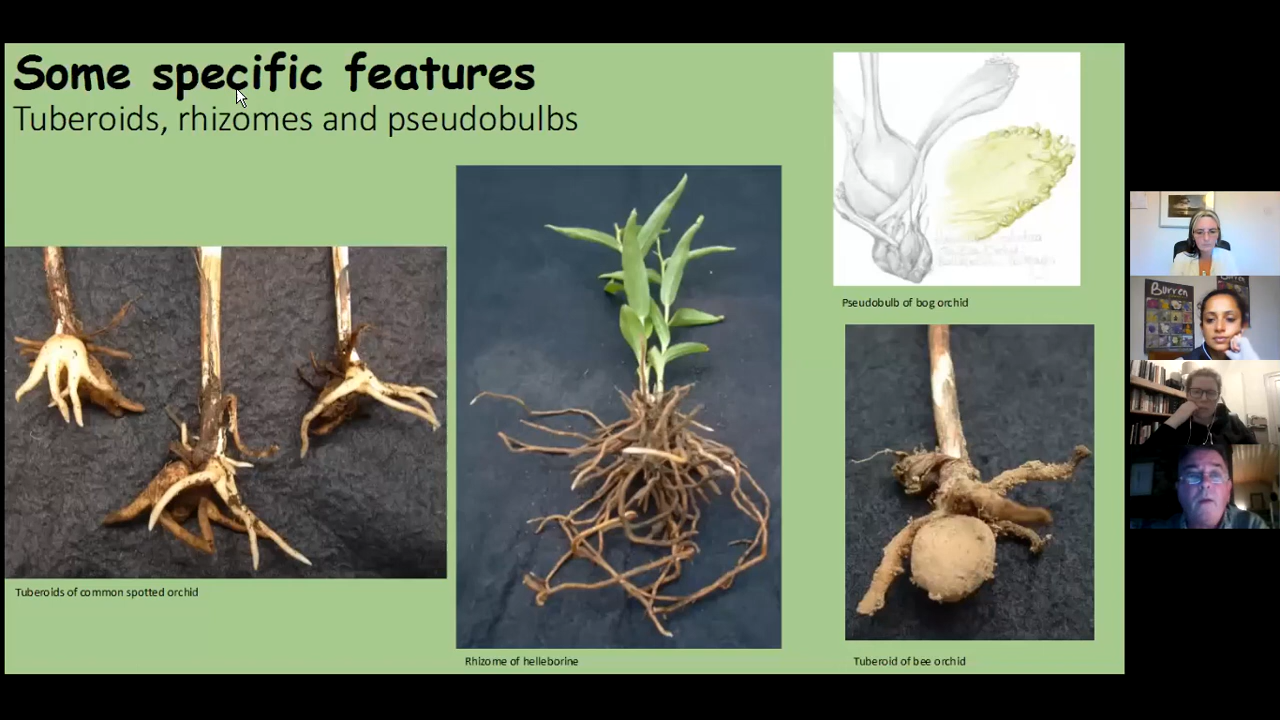 Some specific features
Tuberoids, rhizomes and pseudobulbs
Pseudobulb of bog orchid
Tuberoids of common spotted orchid
Rhizome of helleborine
Tuberoid of bee orchid
Burren